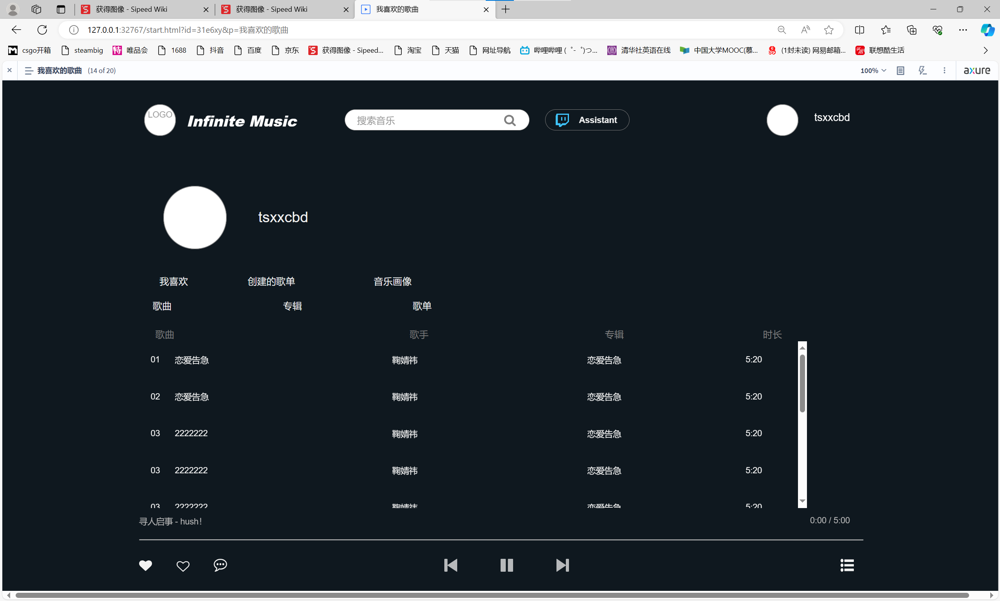 获得图像 - Sipeed Wiki
获得图像 - Sipeed Wiki
我喜欢的歌曲
127.0.0.1:32767/start.html?id=31e6xy&p=我喜欢的歌曲
csgo开箱 steambig 唯品会 1688 抖音 百度 京东 获得图像 - Sipeed... 淘宝 天猫 网址导航 哔哩哔哩 ( ゜- ゜)つ... 清华社英语在线 中国大学MOOC(慕... (1封未读) 网易邮箱... 联想酷生活
我喜欢的歌曲 (14 of 20) 100% axure
LOGO Infinite Music 搜索音乐 Assistant tsxxcbd
tsxxcbd
我喜欢 创建的歌单 音乐画像
歌曲 专辑 歌单
歌曲 歌手 专辑 时长
01 恋爱告急 鞠婧祎 恋爱告急 5:20
02 恋爱告急 鞠婧祎 恋爱告急 5:20
03 2222222 鞠婧祎 恋爱告急 5:20
03 2222222 鞠婧祎 恋爱告急 5:20
03 2222222 鞠婧祎 恋爱告急 5:20
寻人启事 - hush！ 0:00 / 5:00